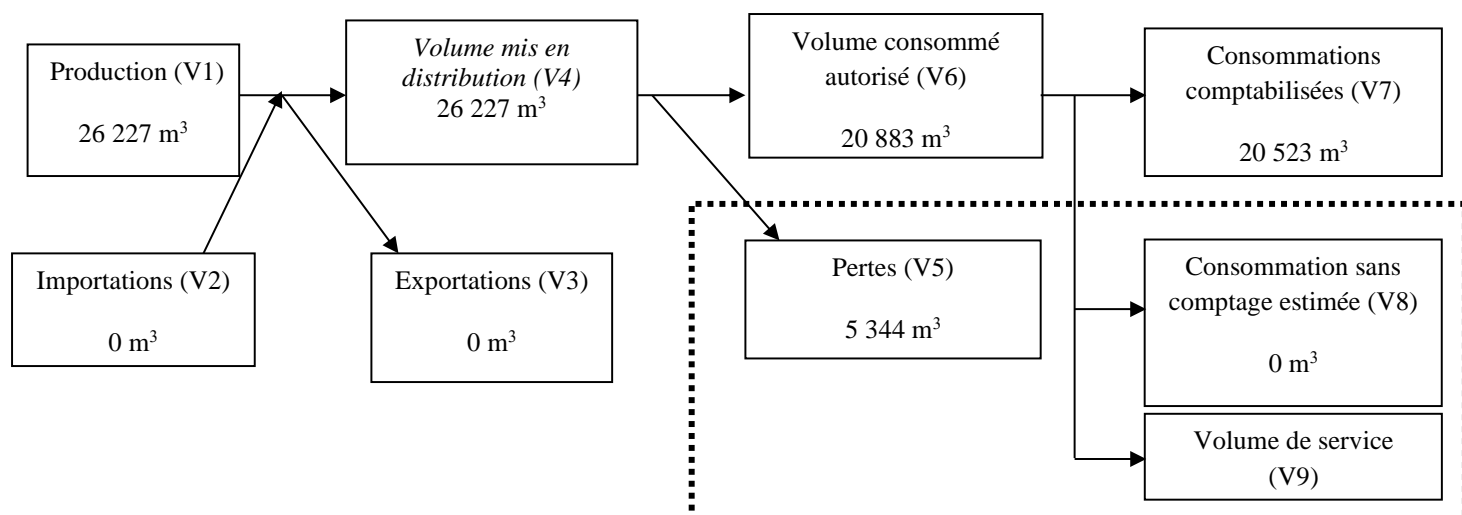 Production (V1)
26 227 m³
Volume mis en
distribution (V4)
26 227 m³
Volume consommé
autorisé (V6)
20 883 m³
Consommations
comptabilisées (V7)
20 523 m³
Importations (V2)
0 m³
Exportations (V3)
0 m³
Pertes (V5)
5 344 m³
Consommation sans
comptage estimée (V8)
0 m³
Volume de service
(V9)